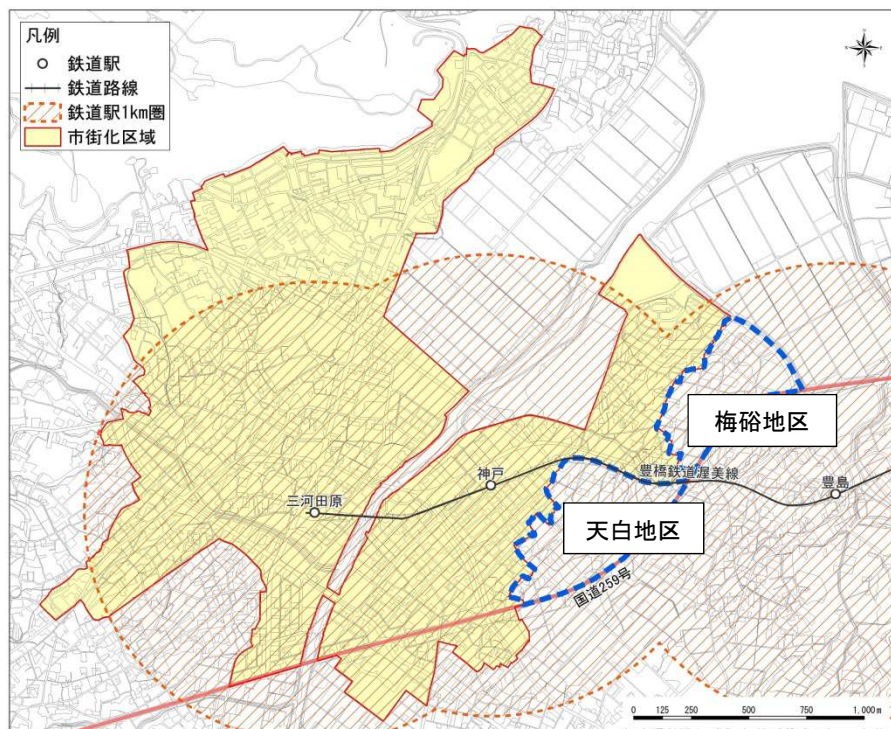 凡例
鉄道駅
鉄道路線
鉄道駅1km圏
市街化区域
梅硲地区
豊橋鉄道渥美線
神戸
豊島
三河田原
天白地区
国道259号
0 125 250 500 750 1,000m